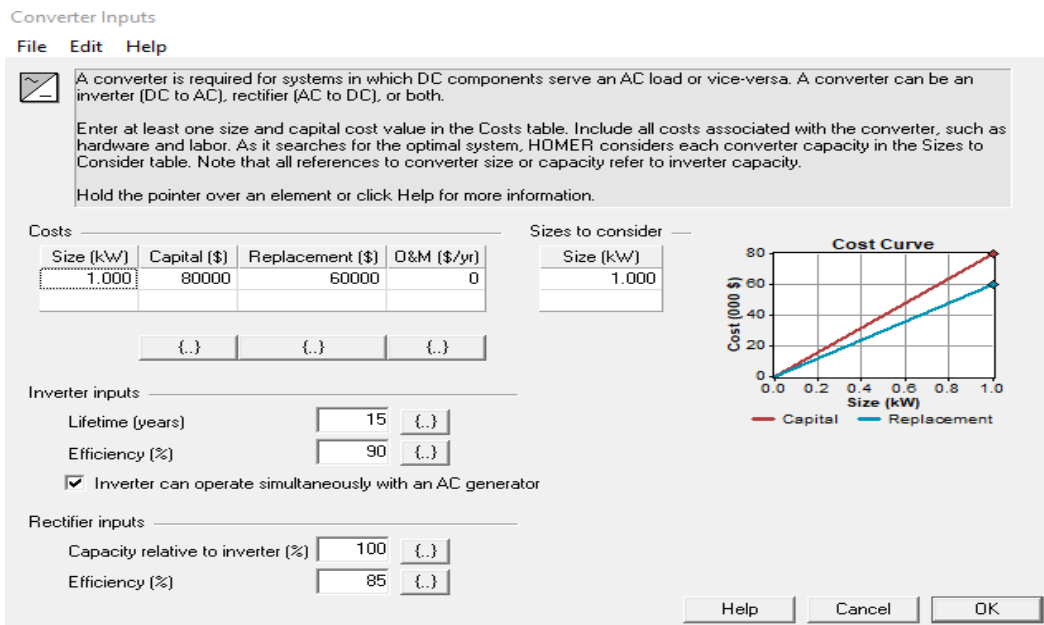 Converter Inputs
File Edit Help
A converter is required for systems in which DC components serve an AC load or vice-versa. A converter can be an
inverter (DC to AC), rectifier (AC to DC), or both.
Enter at least one size and capital cost value in the Costs table. Include all costs associated with the converter, such as
hardware and labor. As it searches for the optimal system, HOMER considers each converter capacity in the Sizes to
Consider table. Note that all references to converter size or capacity refer to inverter capacity.
Hold the pointer over an element or click Help for more information.
Costs
Size (kW) Capital ($) Replacement ($) O&M ($/yr)
1.000 80000 60000 0
{..} {..} {..}
Sizes to consider
Size (kW)
1.000
Cost Curve
Cost (000 $)
80
60
40
20
0
0.0 0.2 0.4 0.6 0.8 1.0
Size (kW)
Capital Replacement
Inverter inputs
Lifetime (years) 15 {..}
Efficiency (%) 90 {..}
Inverter can operate simultaneously with an AC generator
Rectifier inputs
Capacity relative to inverter (%) 100 {..}
Efficiency (%) 85 {..}
Help Cancel OK